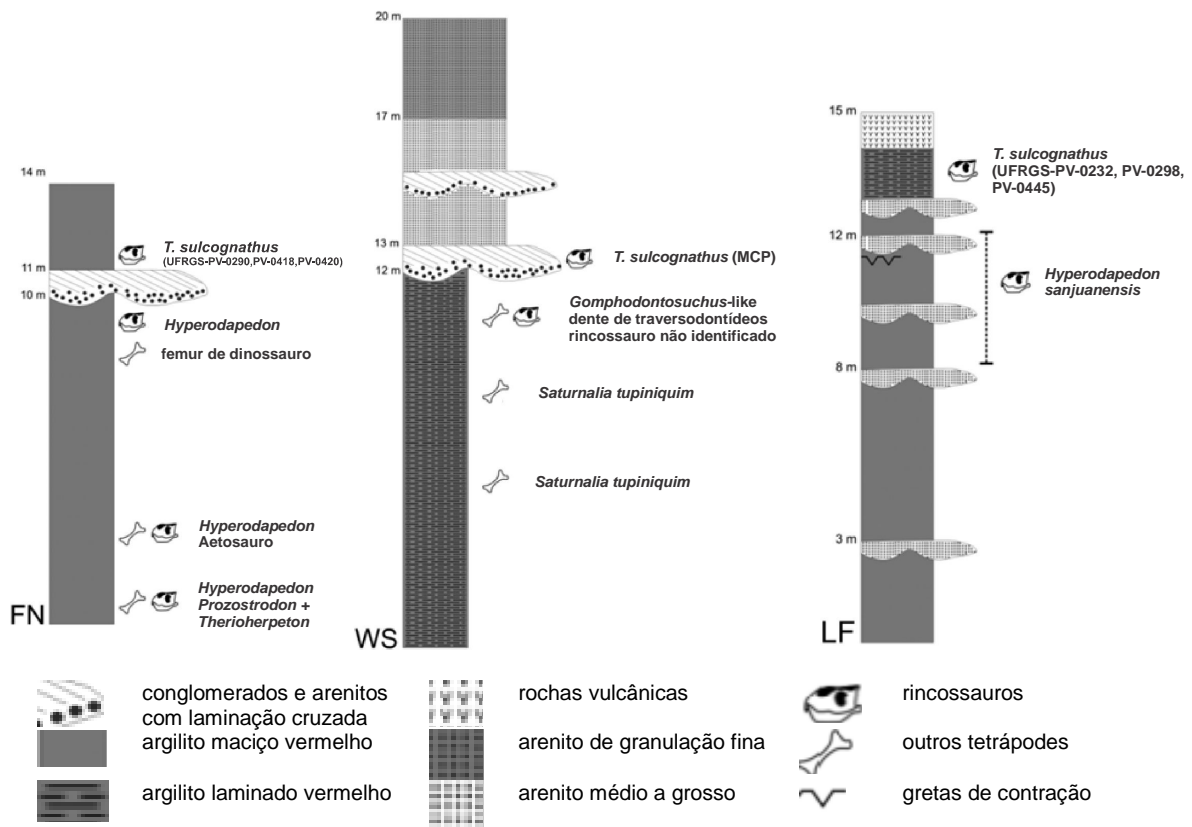 14 m
T. sulcognathus
(UFRGS-PV-0290,PV-0418,PV-0420)
11 m
10 m
Hyperodapedon
femur de dinossauro
Hyperodapedon
Aetosauro
Hyperodapedon
Prozostrodon +
Therioherpeton
FN
20 m
17 m
13 m
T. sulcognathus (MCP)
12 m
Gomphodontosuchus-like
dente de traversodontídeos
rincossauro não identificado
Saturnalia tupiniquim
Saturnalia tupiniquim
WS
15 m
T. sulcognathus
(UFRGS-PV-0232, PV-0298,
PV-0445)
12 m
Hyperodapedon
sanjuanensis
8 m
3 m
LF
conglomerados e arenitos
com laminação cruzada
argilito maciço vermelho
argilito laminado vermelho
rochas vulcânicas
arenito de granulação fina
arenito médio a grosso
rincossauros
outros tetrápodes
gretas de contração